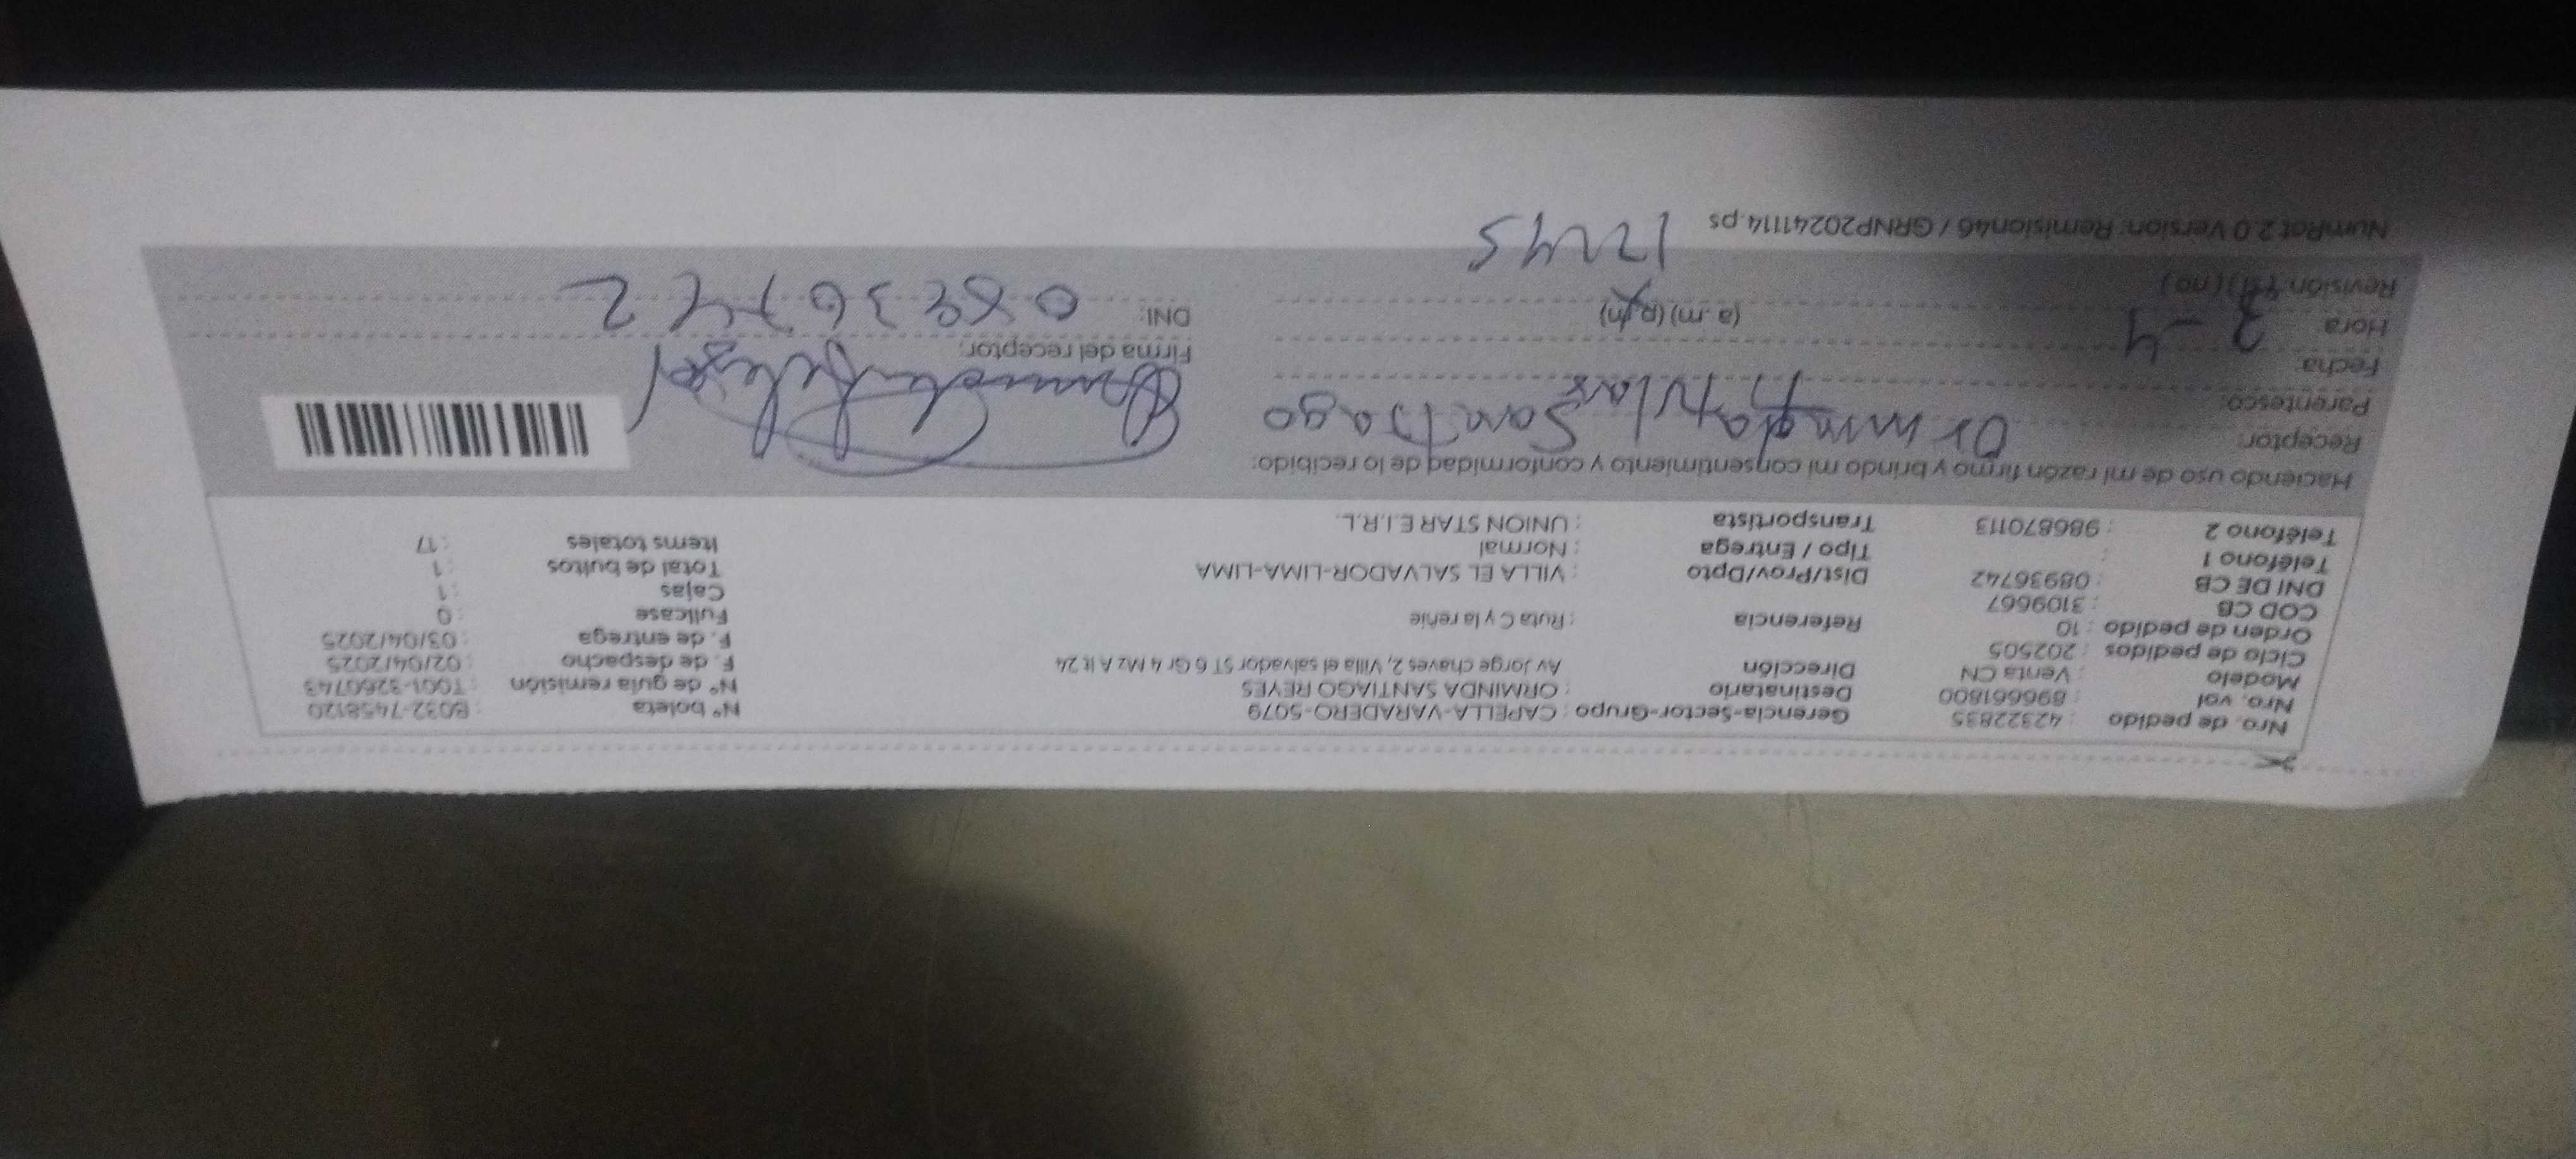 Nro. de pedido : 42322835 Gerencia-Sector-Grupo : CAPELLA-VARADERO-5079 Nº boleta : B032-7458120
Nro. vol : 896661800 Destinatario : ORMINDA SANTIAGO REYES Nº de guía remisión : T001-3260743
Modelo : Venta CN Dirección Av Jorge chaves 2, Villa el salvador ST 6 Gr 4 Mz A lt 24 F. de despacho : 02/04/2025
Ciclo de pedidos : 202505 F. de entrega : 03/04/2025
Orden de pedido : 10 Referencia : Ruta C y la reñie Fullcase : 0
COD CB : 3109667 Cajas : 1
DNI DE CB : 08936742 Dist/Prov/Dpto : VILLA EL SALVADOR-LIMA-LIMA Total de bultos : 1
Teléfono 1 : Tipo / Entrega : Normal Items totales : 17
Teléfono 2 : 986870113 Transportista : UNION STAR E.I.R.L.
Haciendo uso de mi razón firmo y brindo mi consentimiento y conformidad de lo recibido:
Receptor: Orminda Santiago
Parentesco: titular
Fecha: 3-4 Firma del receptor:
Hora (a.m) (p.m) DNI: 08936742
Revisión: (si) (no) 1245
NumRot 2.0 Version: Remision46 / GRNP20241114.ps